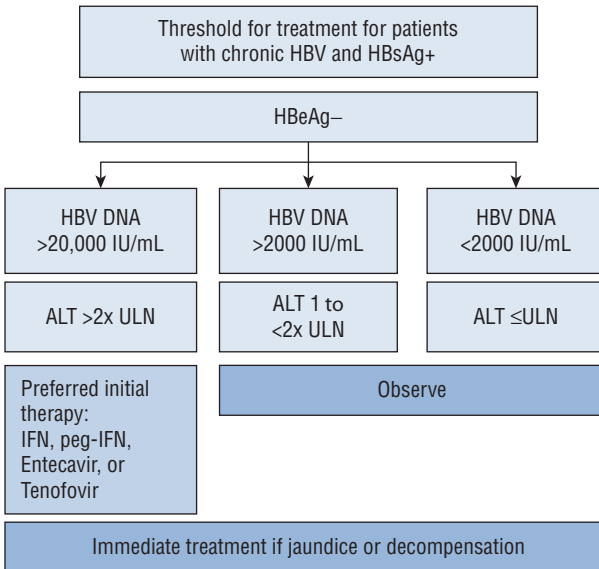 Threshold for treatment for patients
with chronic HBV and HBsAg+
HBeAg–
HBV DNA
>20,000 IU/mL
HBV DNA
>2000 IU/mL
HBV DNA
<2000 IU/mL
ALT >2x ULN
ALT 1 to
<2x ULN
ALT ≤ULN
Preferred initial
therapy:
IFN, peg-IFN,
Entecavir, or
Tenofovir
Observe
Immediate treatment if jaundice or decompensation